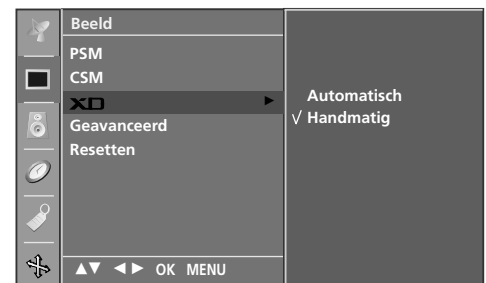 Beeld
PSM
CSM
XD ►
Geavanceerd
Resetten
Automatisch
√ Handmatig
▲▼ ◄► OK MENU